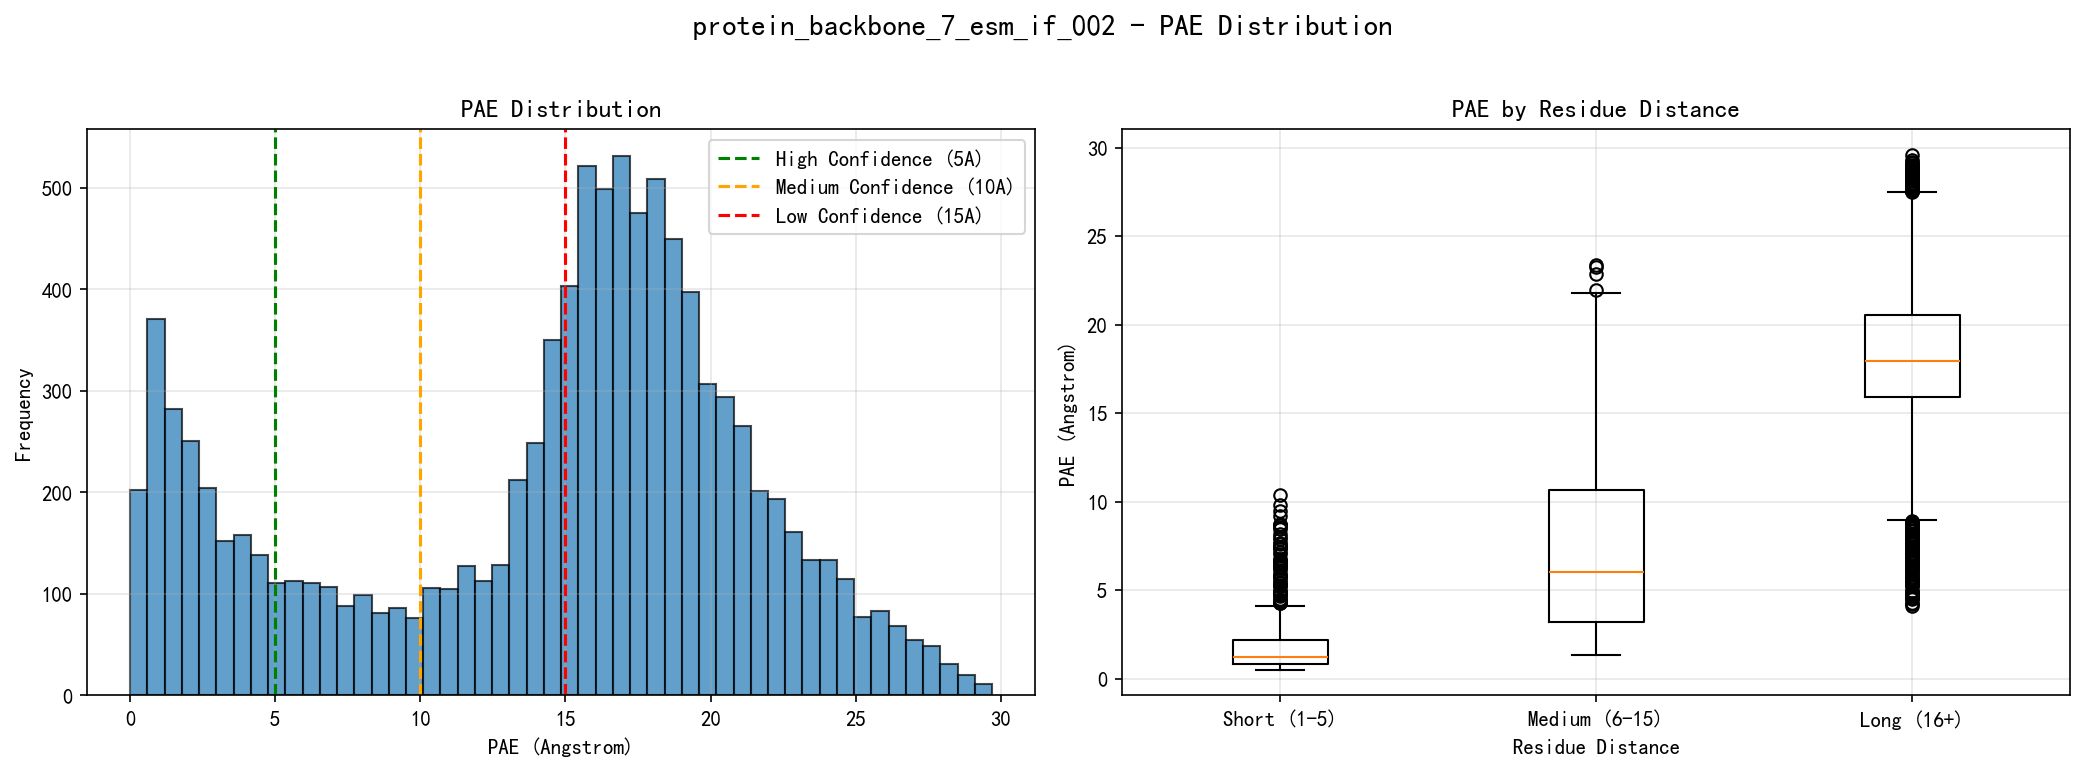 protein_backbone_7_esm_if_002 - PAE Distribution
PAE Distribution
High Confidence (5A)
Medium Confidence (10A)
Low Confidence (15A)
Frequency
500
400
300
200
100
0
0 5 10 15 20 25 30
PAE (Angstrom)
PAE by Residue Distance
PAE (Angstrom)
30
25
20
15
10
5
0
Short (1-5) Medium (6-15) Long (16+)
Residue Distance